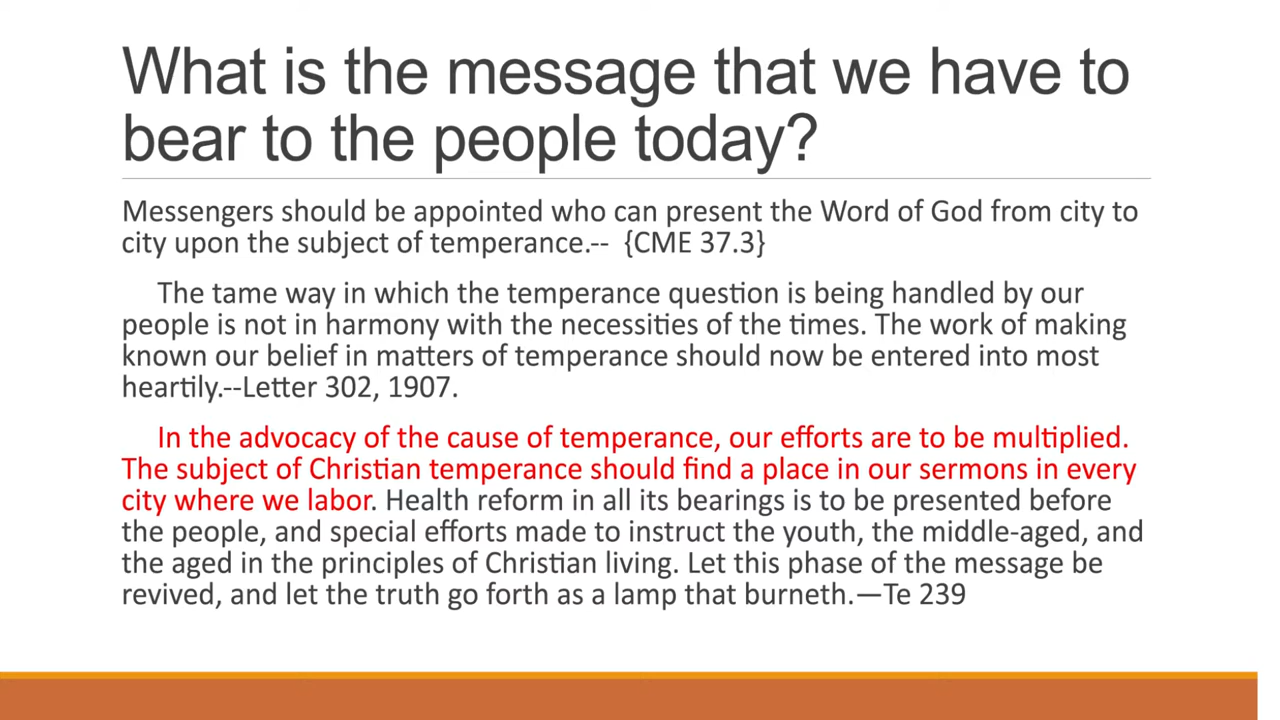 What is the message that we have to
bear to the people today?
Messengers should be appointed who can present the Word of God from city to
city upon the subject of temperance.-- {CME 37.3}
The tame way in which the temperance question is being handled by our
people is not in harmony with the necessities of the times. The work of making
known our belief in matters of temperance should now be entered into most
heartily.--Letter 302, 1907.
In the advocacy of the cause of temperance, our efforts are to be multiplied.
The subject of Christian temperance should find a place in our sermons in every
city where we labor. Health reform in all its bearings is to be presented before
the people, and special efforts made to instruct the youth, the middle-aged, and
the aged in the principles of Christian living. Let this phase of the message be
revived, and let the truth go forth as a lamp that burneth.—Te 239